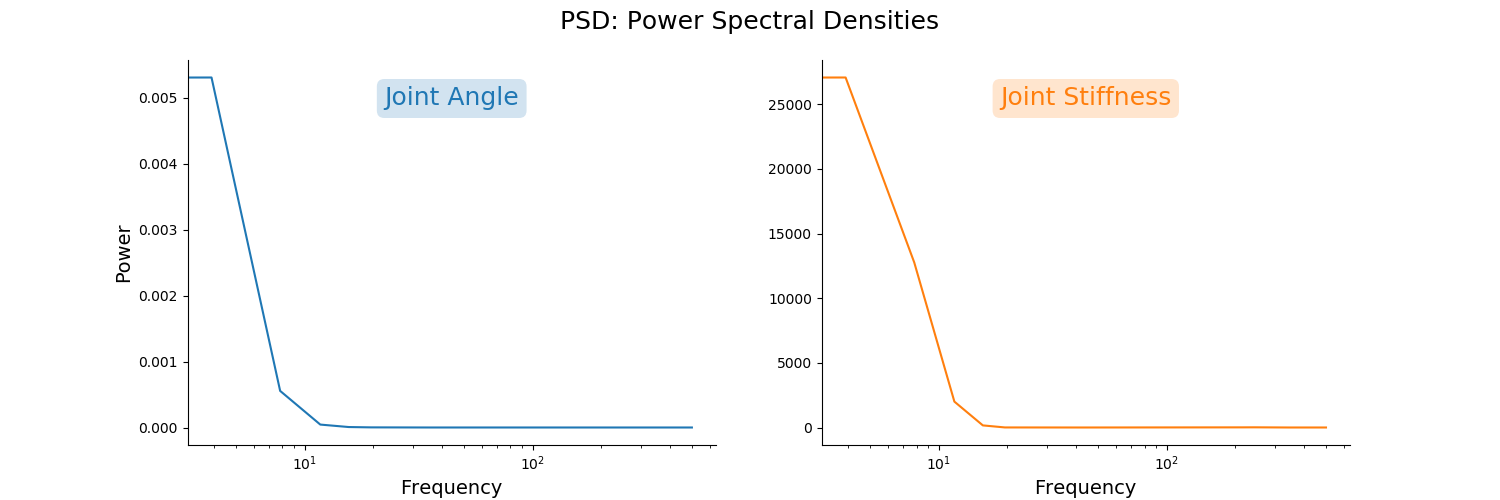 PSD: Power Spectral Densities
Joint Angle
Power
0.005
0.004
0.003
0.002
0.001
0.000
10¹
10²
Frequency
Joint Stiffness
25000
20000
15000
10000
5000
0
10¹
10²
Frequency